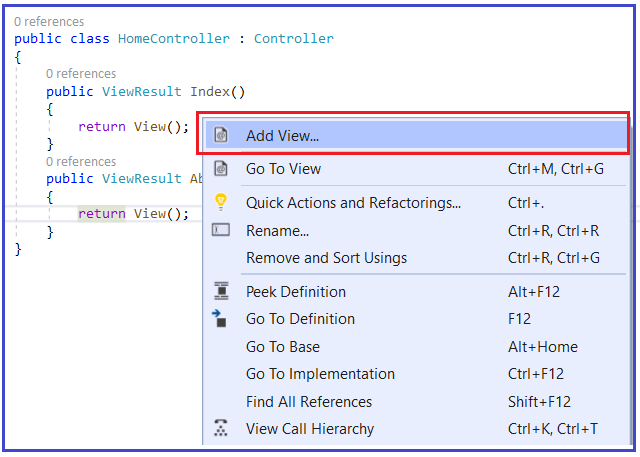 0 references
public class HomeController : Controller
{
0 references
public ViewResult Index()
{
return View();
}
0 references
public ViewResult Ab
{
return View();
}
}
Add View...
Go To View Ctrl+M, Ctrl+G
Quick Actions and Refactorings... Ctrl+.
Rename... Ctrl+R, Ctrl+R
Remove and Sort Usings Ctrl+R, Ctrl+G
Peek Definition Alt+F12
Go To Definition F12
Go To Base Alt+Home
Go To Implementation Ctrl+F12
Find All References Shift+F12
View Call Hierarchy Ctrl+K, Ctrl+T